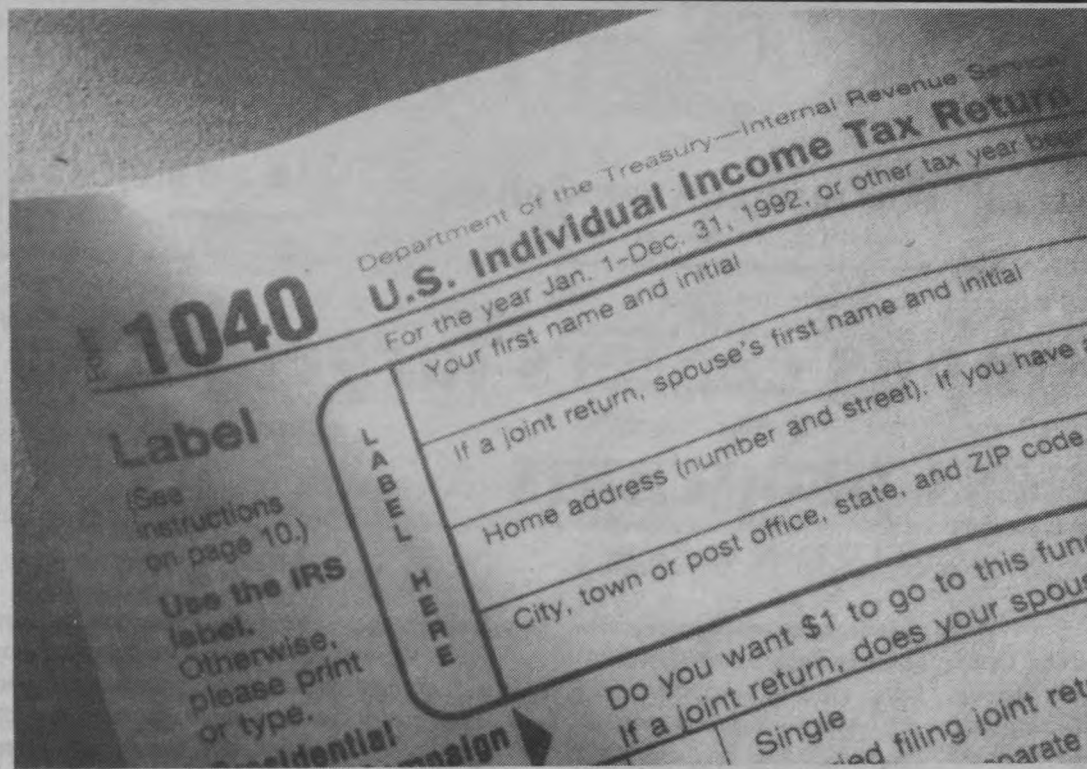 Department of the Treasury—Internal Revenue Service
1040
U.S. Individual Income Tax Return
For the year Jan. 1–Dec. 31, 1992, or other tax year
Label
(See
instructions
on page 10.)
Use the IRS
label.
Otherwise,
please print
or type.
LABEL HERE
Your first name and initial
If a joint return, spouse's first name and initial
Home address (number and street). If you have a
City, town or post office, state, and ZIP code
Do you want $1 to go to this
If a joint return, does your
Single
filing joint